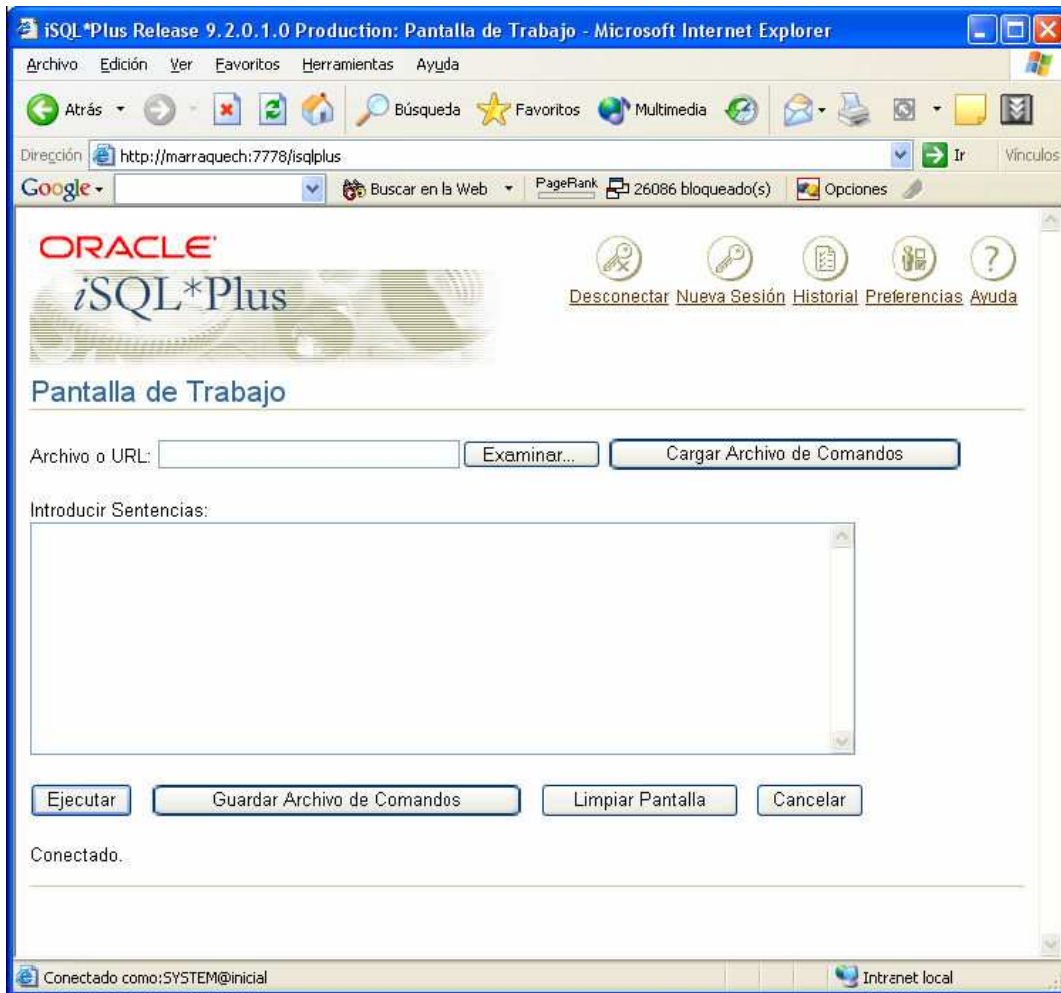 iSQL*Plus Release 9.2.0.1.0 Production: Pantalla de Trabajo - Microsoft Internet Explorer
Archivo Edición Ver Favoritos Herramientas Ayuda
Atrás Búsqueda Favoritos Multimedia
Dirección http://marraquech:7778/isqlplus Ir Vínculos
Google Buscar en la Web PageRank 26086 bloqueado(s) Opciones
ORACLE
iSQL*Plus
Desconectar Nueva Sesión Historial Preferencias Ayuda
Pantalla de Trabajo
Archivo o URL: Examinar... Cargar Archivo de Comandos
Introducir Sentencias:
Ejecutar Guardar Archivo de Comandos Limpiar Pantalla Cancelar
Conectado.
Conectado como:SYSTEM@inicial Intranet local